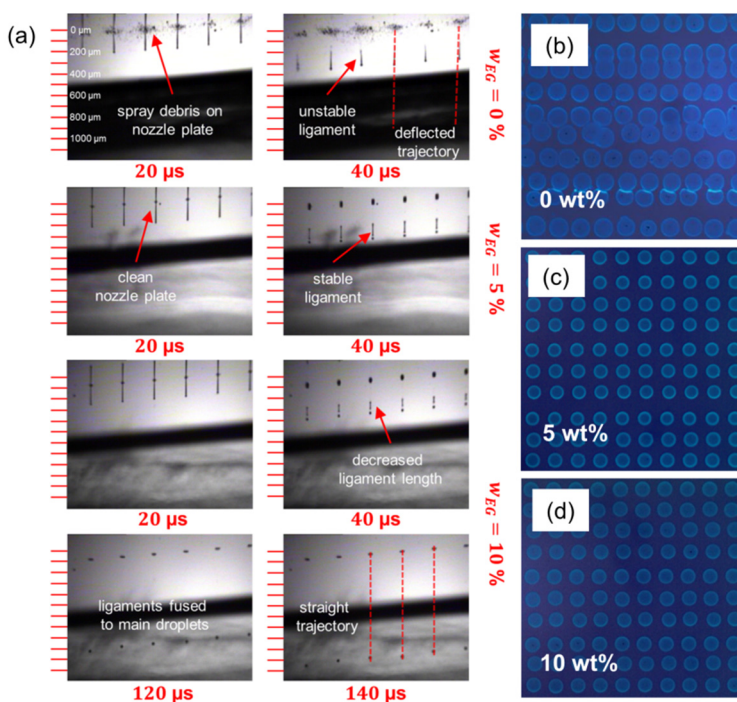 (a)
0 µm
200 µm
400 µm
600 µm
800 µm
1000 µm
spray debris on
nozzle plate
20 µs
unstable
ligament
deflected
trajectory
40 µs
w_EG = 0 %
clean
nozzle plate
20 µs
stable
ligament
40 µs
w_EG = 5 %
20 µs
decreased
ligament length
40 µs
w_EG = 10 %
ligaments fused
to main droplets
120 µs
straight
trajectory
140 µs
(b)
0 wt%
(c)
5 wt%
(d)
10 wt%